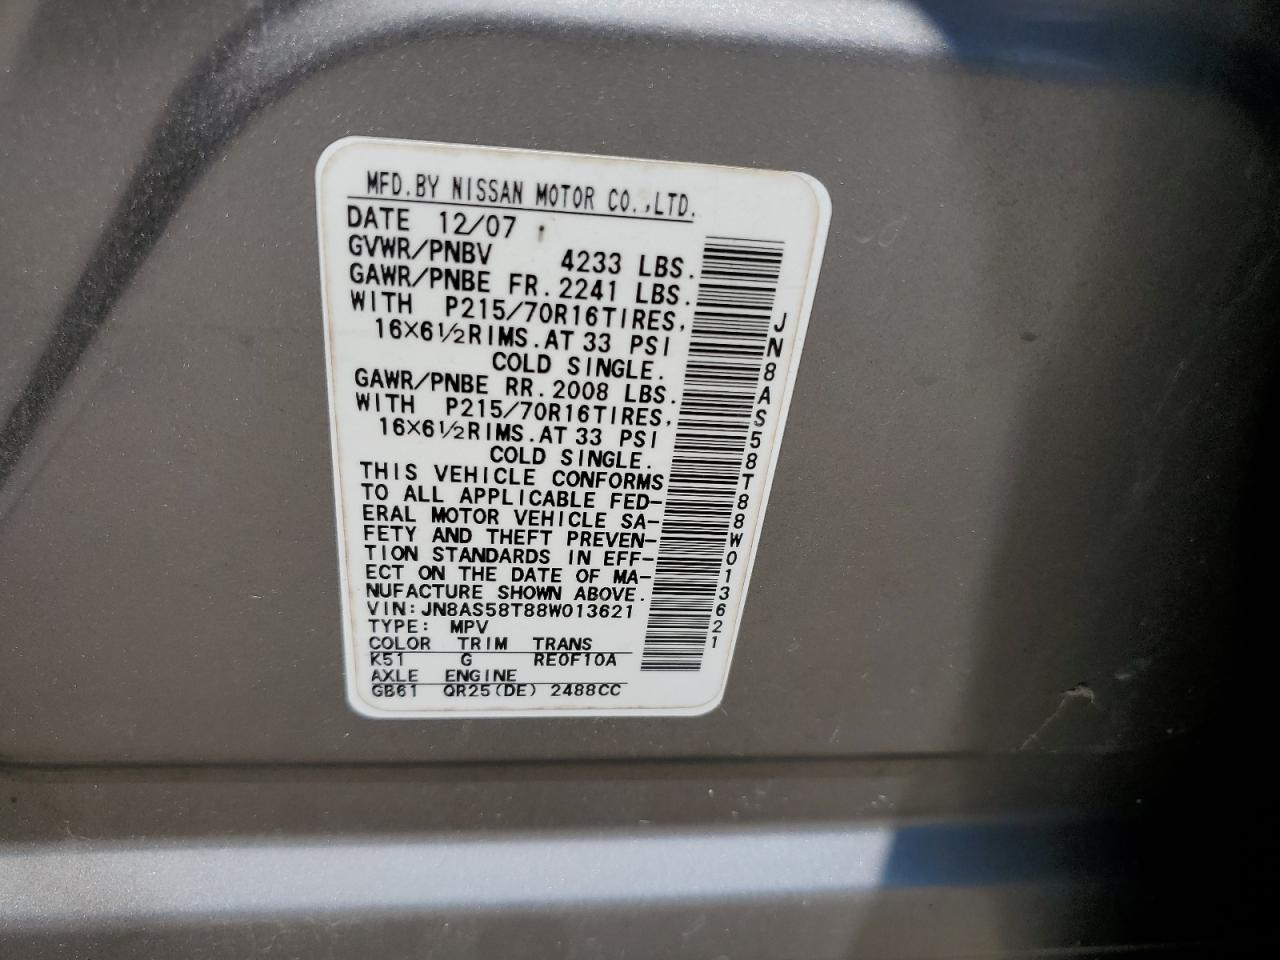 MFD.BY NISSAN MOTOR CO.,LTD.
DATE 12/07
GVWR/PNBV 4233 LBS.
GAWR/PNBE FR. 2241 LBS.
WITH P215/70R16TIRES,
16×6½RIMS.AT 33 PSI
COLD SINGLE.
GAWR/PNBE RR. 2008 LBS.
WITH P215/70R16TIRES,
16×6½RIMS.AT 33 PSI
COLD SINGLE.
THIS VEHICLE CONFORMS
TO ALL APPLICABLE FED-
ERAL MOTOR VEHICLE SA-
FETY AND THEFT PREVEN-
TION STANDARDS IN EFF-
ECT ON THE DATE OF MA-
NUFACTURE SHOWN ABOVE.
VIN:JN8AS58T88W013621
TYPE: MPV
COLOR TRIM TRANS
K51 G RE0F10A
AXLE ENGINE
GB61 QR25(DE) 2488CC
JN8AS58T88W013621